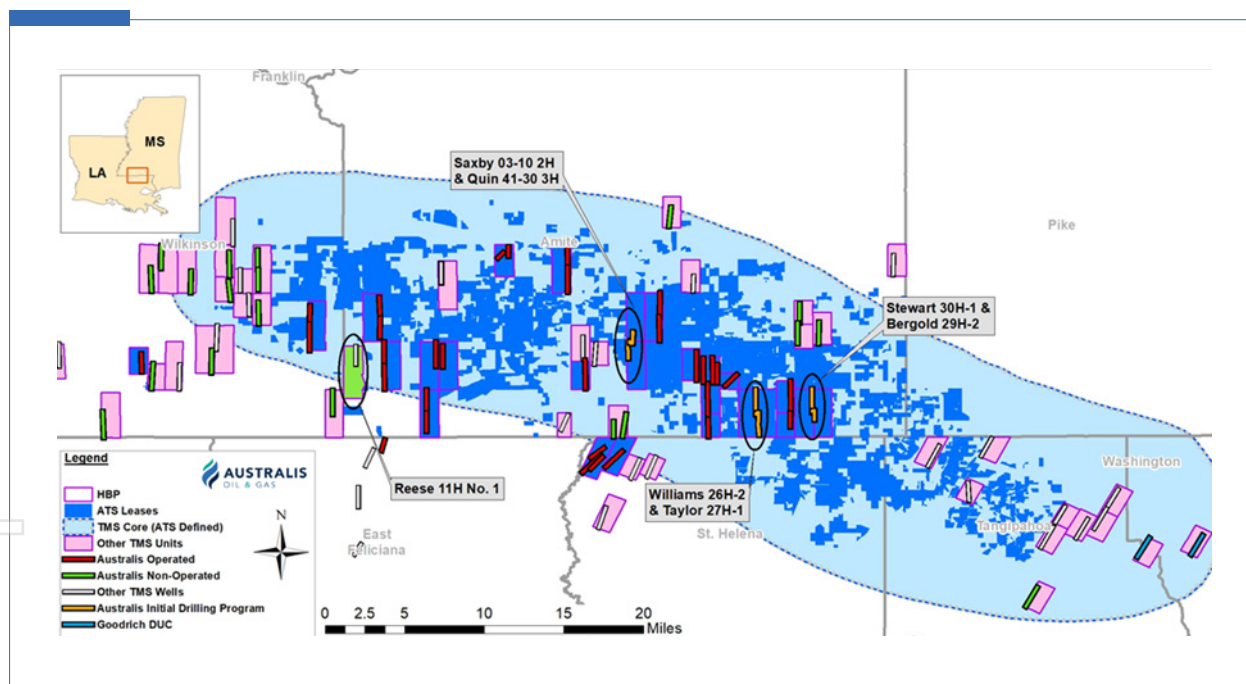 Franklin
MS
LA
Saxby 03-10 2H
& Quin 41-30 3H
Wilkinson
Amite
Pike
Stewart 30H-1 &
Bergold 29H-2
Legend
AUSTRALIS
OIL & GAS
HBP
ATS Leases
TMS Core (ATS Defined)
Other TMS Units
Australis Operated
Australis Non-Operated
Other TMS Wells
Australis Initial Drilling Program
Goodrich DUC
N
Reese 11H No. 1
East
Feliciana
Williams 26H-2
& Taylor 27H-1
St. Helena
Washington
Tangipahoa
0 2.5 5 10 15 20
Miles